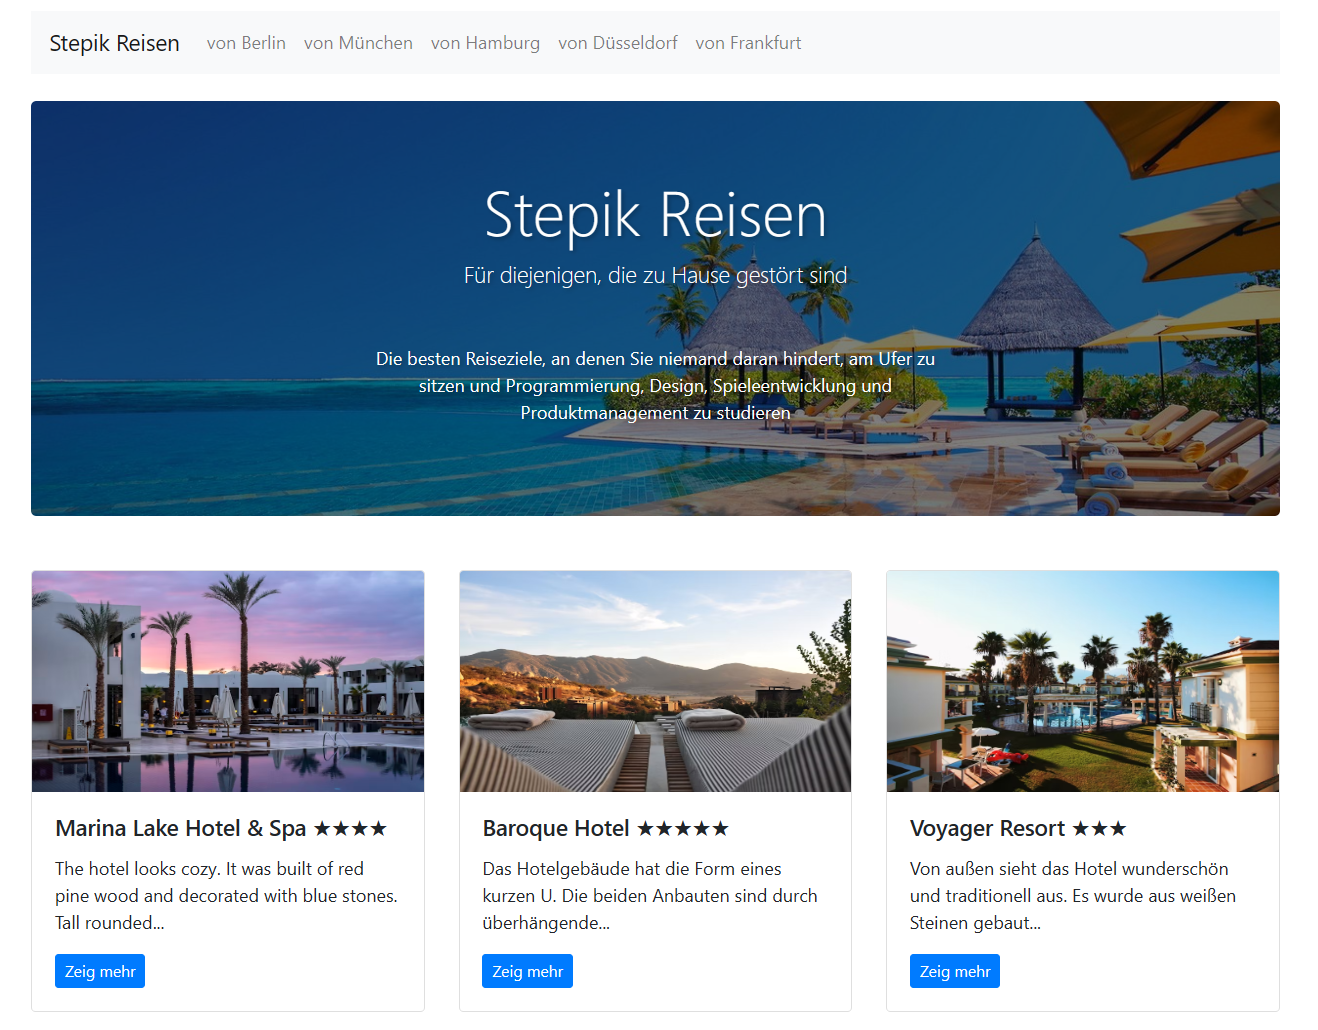 Stepik Reisen von Berlin von München von Hamburg von Düsseldorf von Frankfurt
Stepik Reisen
Für diejenigen, die zu Hause gestört sind
Die besten Reiseziele, an denen Sie niemand daran hindert, am Ufer zu
sitzen und Programmierung, Design, Spieleentwicklung und
Produktmanagement zu studieren
Marina Lake Hotel & Spa ★★★★
The hotel looks cozy. It was built of red
pine wood and decorated with blue stones.
Tall rounded...
Zeig mehr
Baroque Hotel ★★★★★
Das Hotelgebäude hat die Form eines
kurzen U. Die beiden Anbauten sind durch
überhängende...
Zeig mehr
Voyager Resort ★★★
Von außen sieht das Hotel wunderschön
und traditionell aus. Es wurde aus weißen
Steinen gebaut...
Zeig mehr